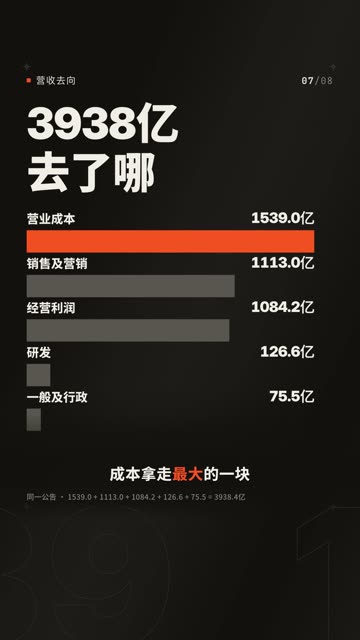 营收去向
07/08
3938亿
去了哪
营业成本 1539.0亿
销售及营销 1113.0亿
经营利润 1084.2亿
研发 126.6亿
一般及行政 75.5亿
成本拿走最大的一块
同一公告 · 1539.0 + 1113.0 + 1084.2 + 126.6 + 75.5 = 3938.4亿